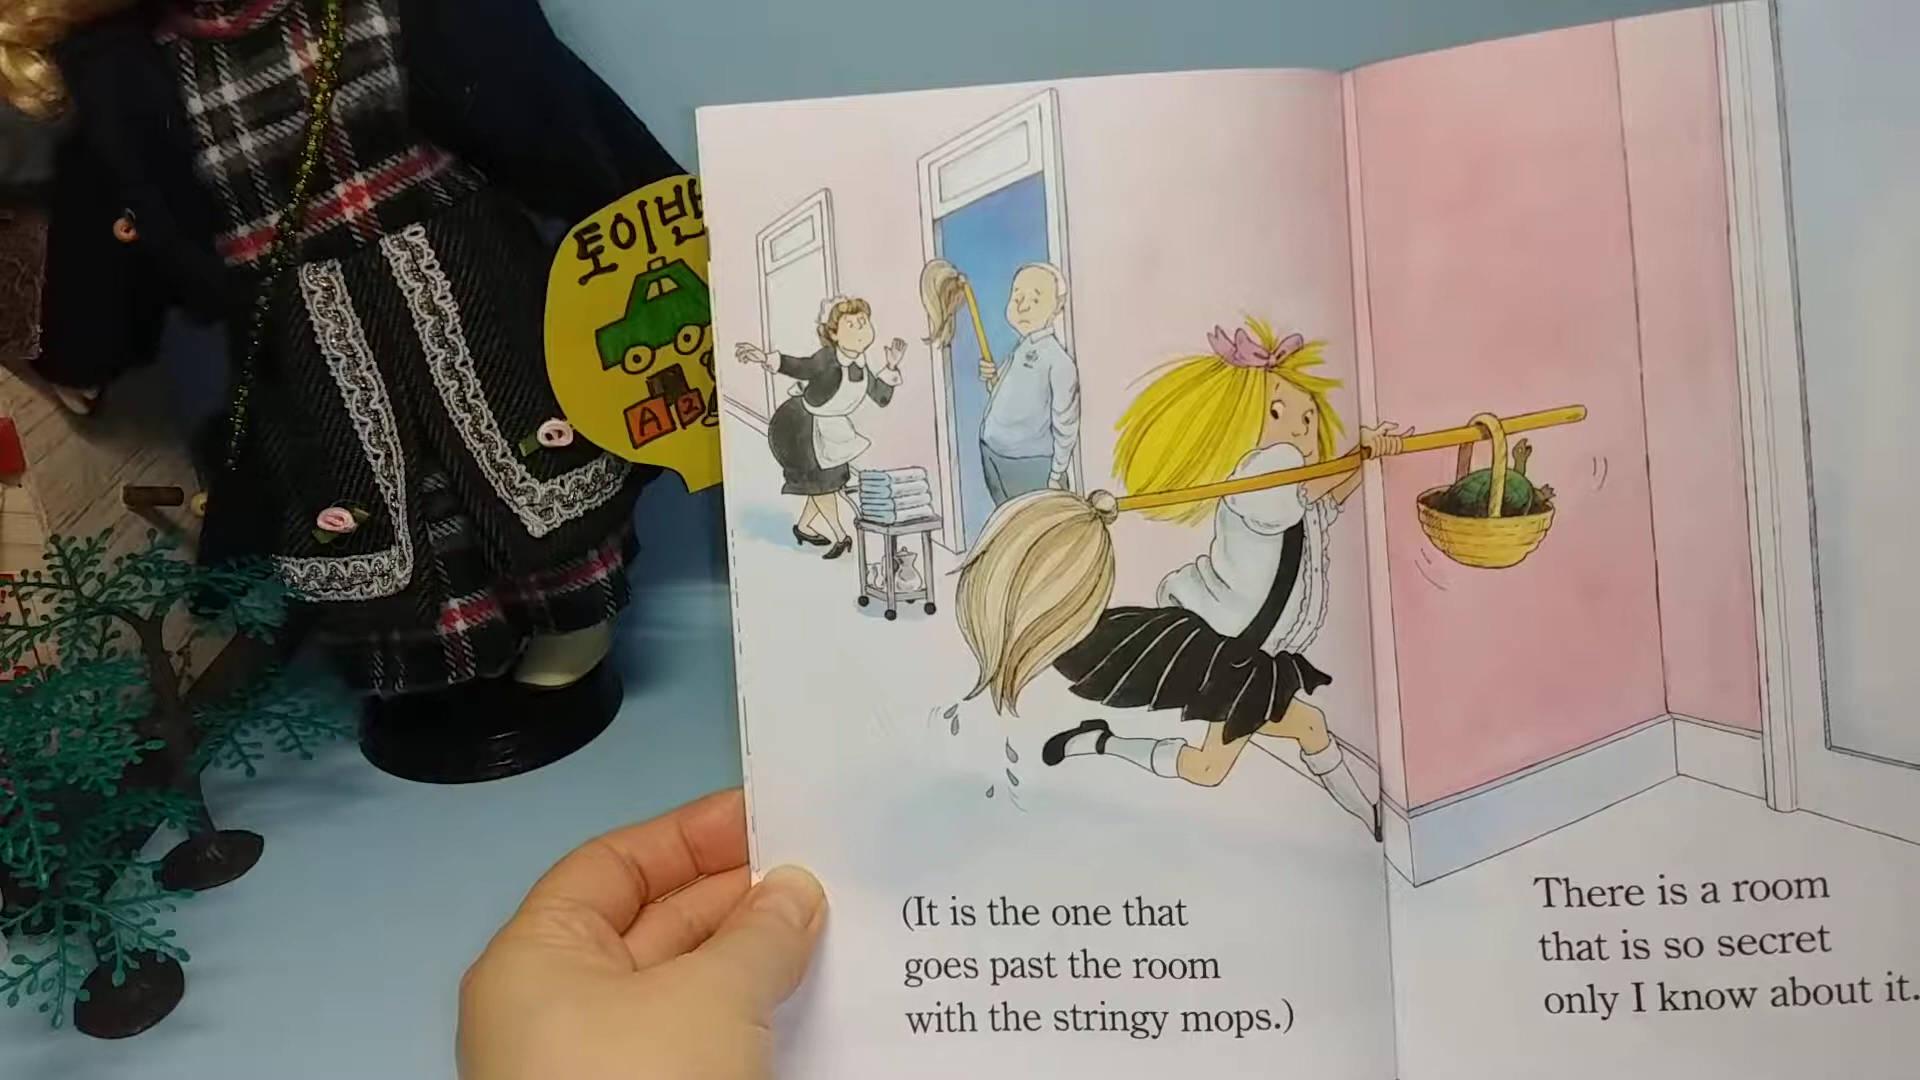 토이반
A 2
(It is the one that
goes past the room
with the stringy mops.)
There is a room
that is so secret
only I know about it.